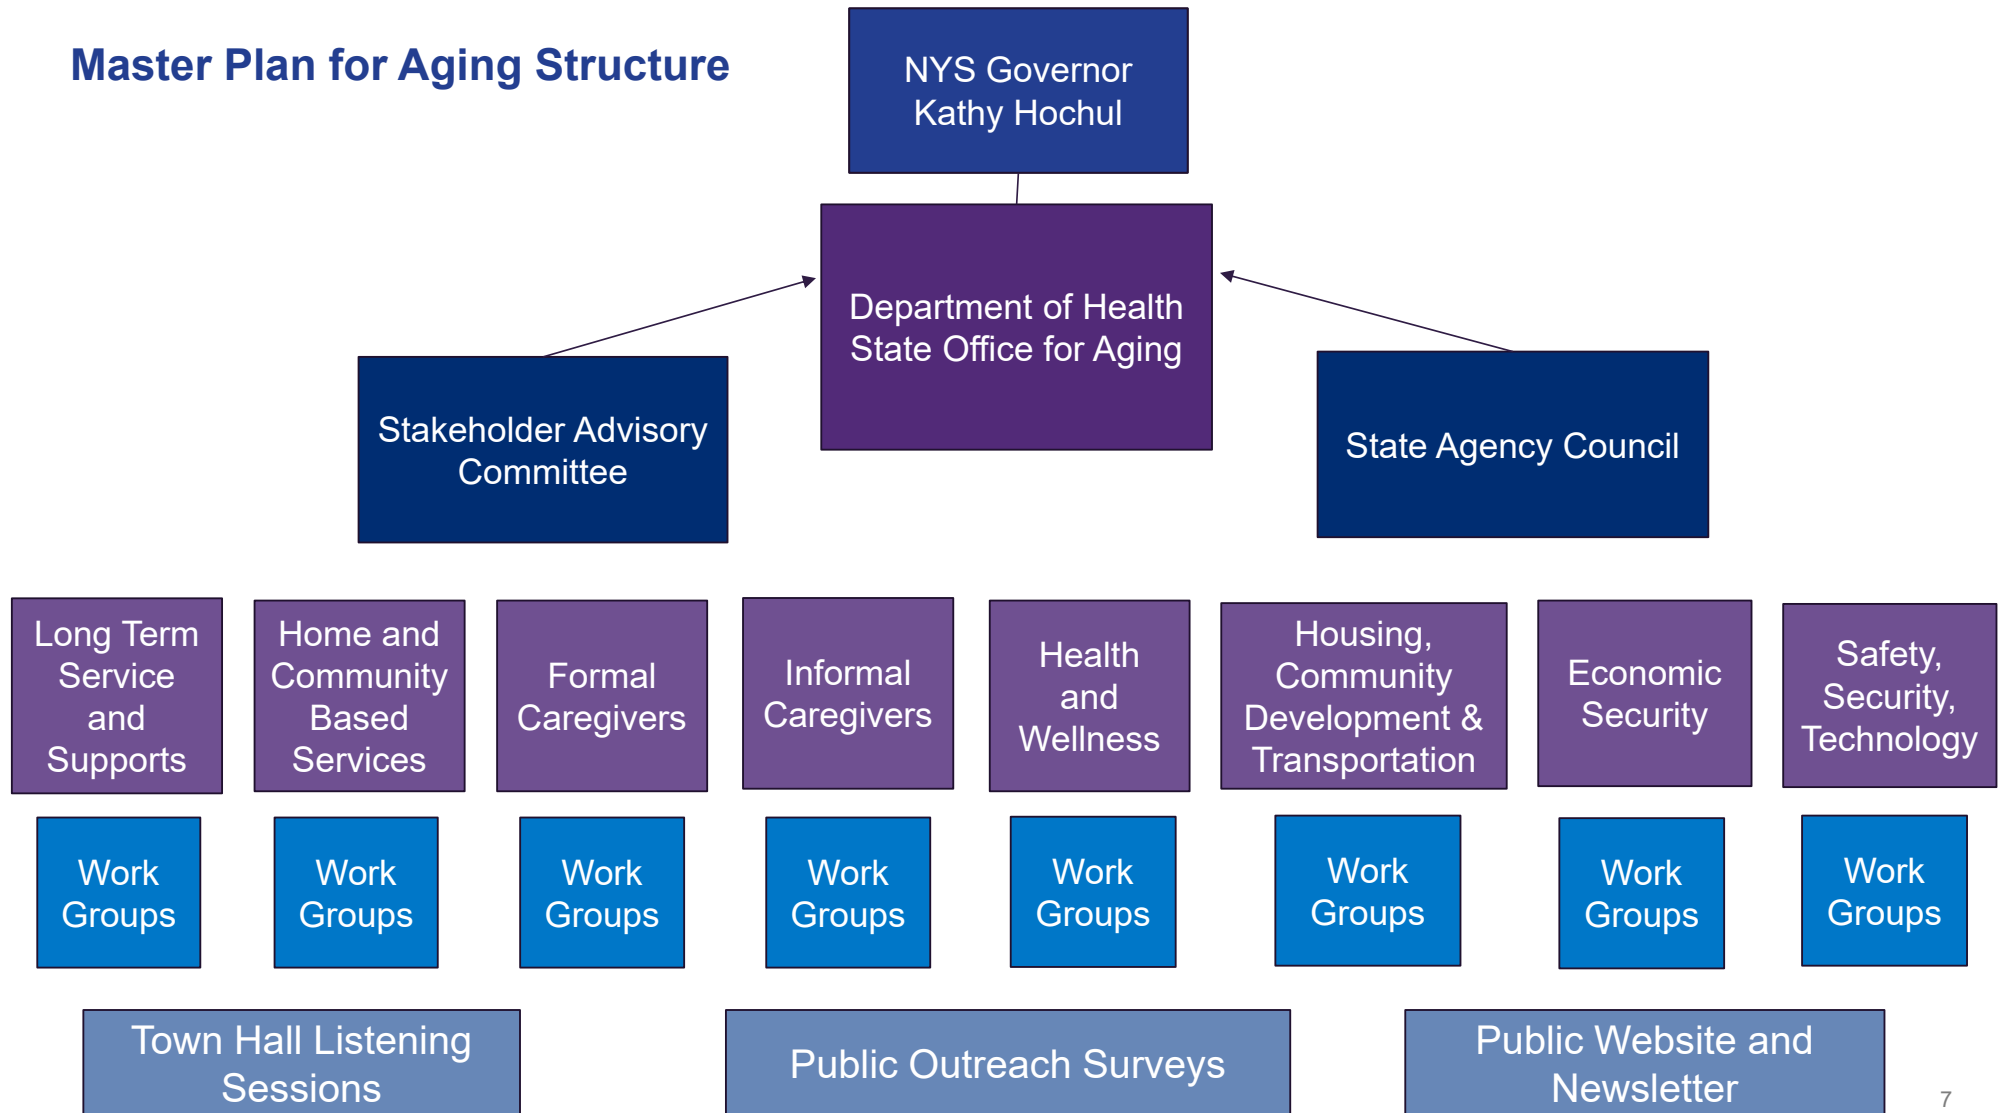 Master Plan for Aging Structure
NYS Governor
Kathy Hochul
Department of Health
State Office for Aging
Stakeholder Advisory
Committee
State Agency Council
Long Term
Service
and
Supports
Home and
Community
Based
Services
Formal
Caregivers
Informal
Caregivers
Health
and
Wellness
Housing,
Community
Development &
Transportation
Economic
Security
Safety,
Security,
Technology
Work
Groups
Work
Groups
Work
Groups
Work
Groups
Work
Groups
Work
Groups
Work
Groups
Work
Groups
Town Hall Listening
Sessions
Public Outreach Surveys
Public Website and
Newsletter
7